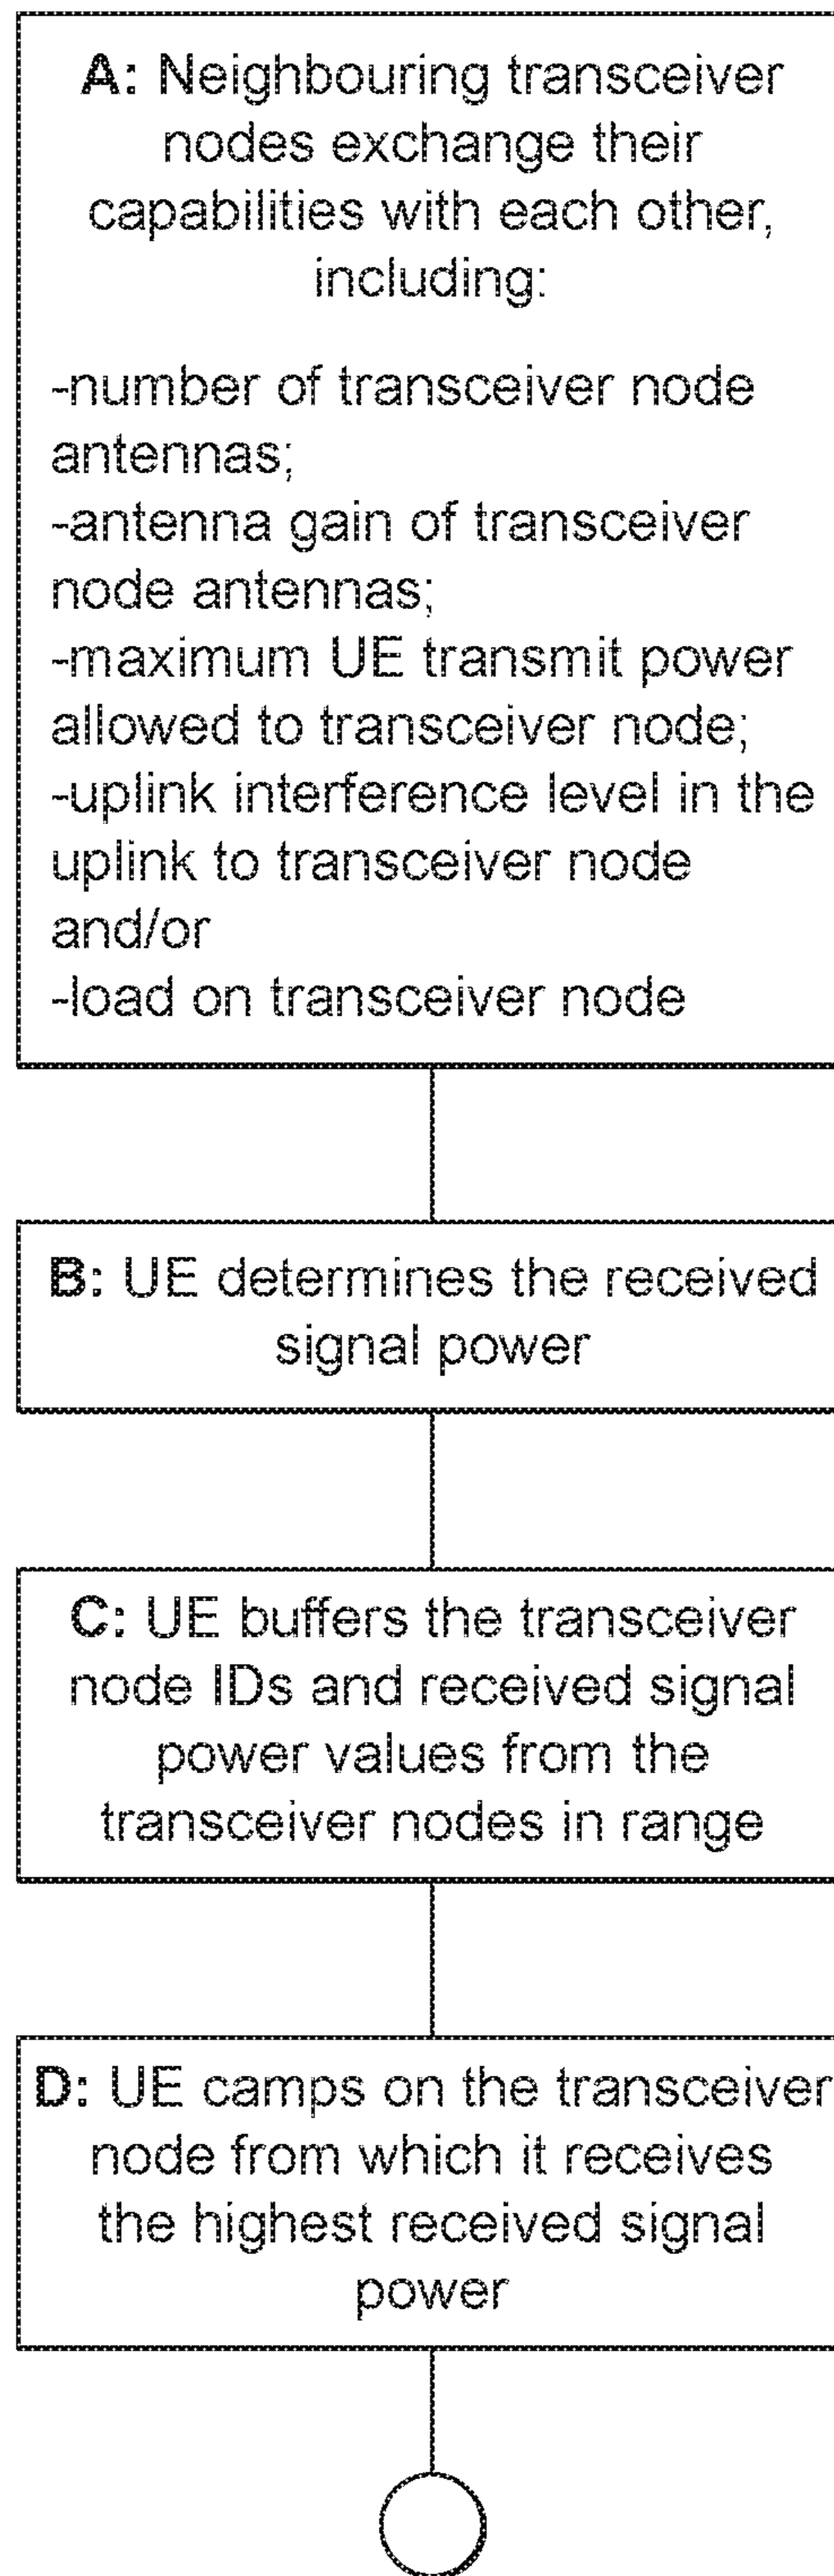 A: Neighbouring transceiver
nodes exchange their
capabilities with each other,
including:
-number of transceiver node
antennas;
-antenna gain of transceiver
node antennas;
-maximum UE transmit power
allowed to transceiver node;
-uplink interference level in the
uplink to transceiver node
and/or
-load on transceiver node
B: UE determines the received
signal power
C: UE buffers the transceiver
node IDs and received signal
power values from the
transceiver nodes in range
D: UE camps on the transceiver
node from which it receives
the highest received signal
power